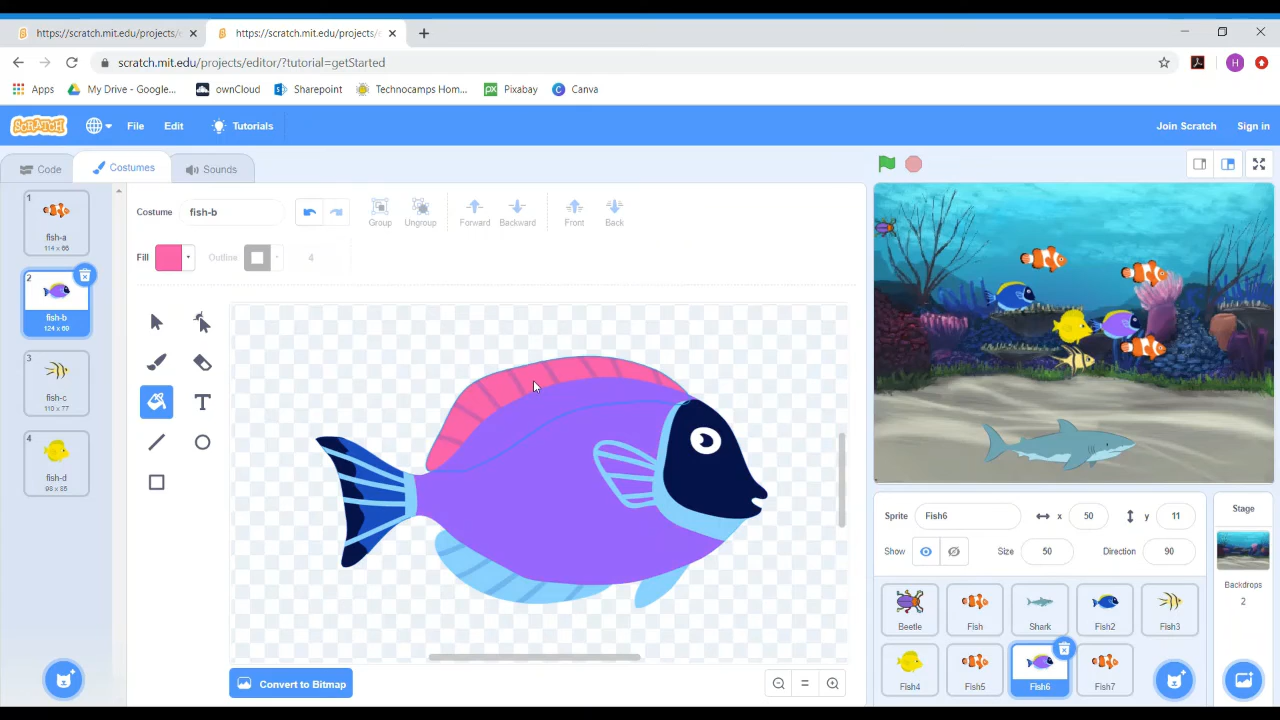 https://scratch.mit.edu/projects/
https://scratch.mit.edu/projects/
scratch.mit.edu/projects/editor/?tutorial=getStarted
H
Apps
My Drive - Google...
ownCloud
Sharepoint
Technocamps Hom...
px
Pixabay
C
Canva
SCRATCH
File
Edit
Tutorials
Join Scratch
Sign in
Code
Costumes
Sounds
1
fish-a
114 x 66
2
fish-b
124 x 69
3
fish-c
110 x 77
4
fish-d
Costume
fish-b
Group
Ungroup
Forward
Backward
Front
Back
Fill
Outline
4
T
Convert to Bitmap
Sprite
Fish6
x
50
y
11
Show
Size
50
Direction
90
Stage
Backdrops
2
Beetle
Fish
Shark
Fish2
Fish3
Fish4
Fish5
Fish6
Fish7